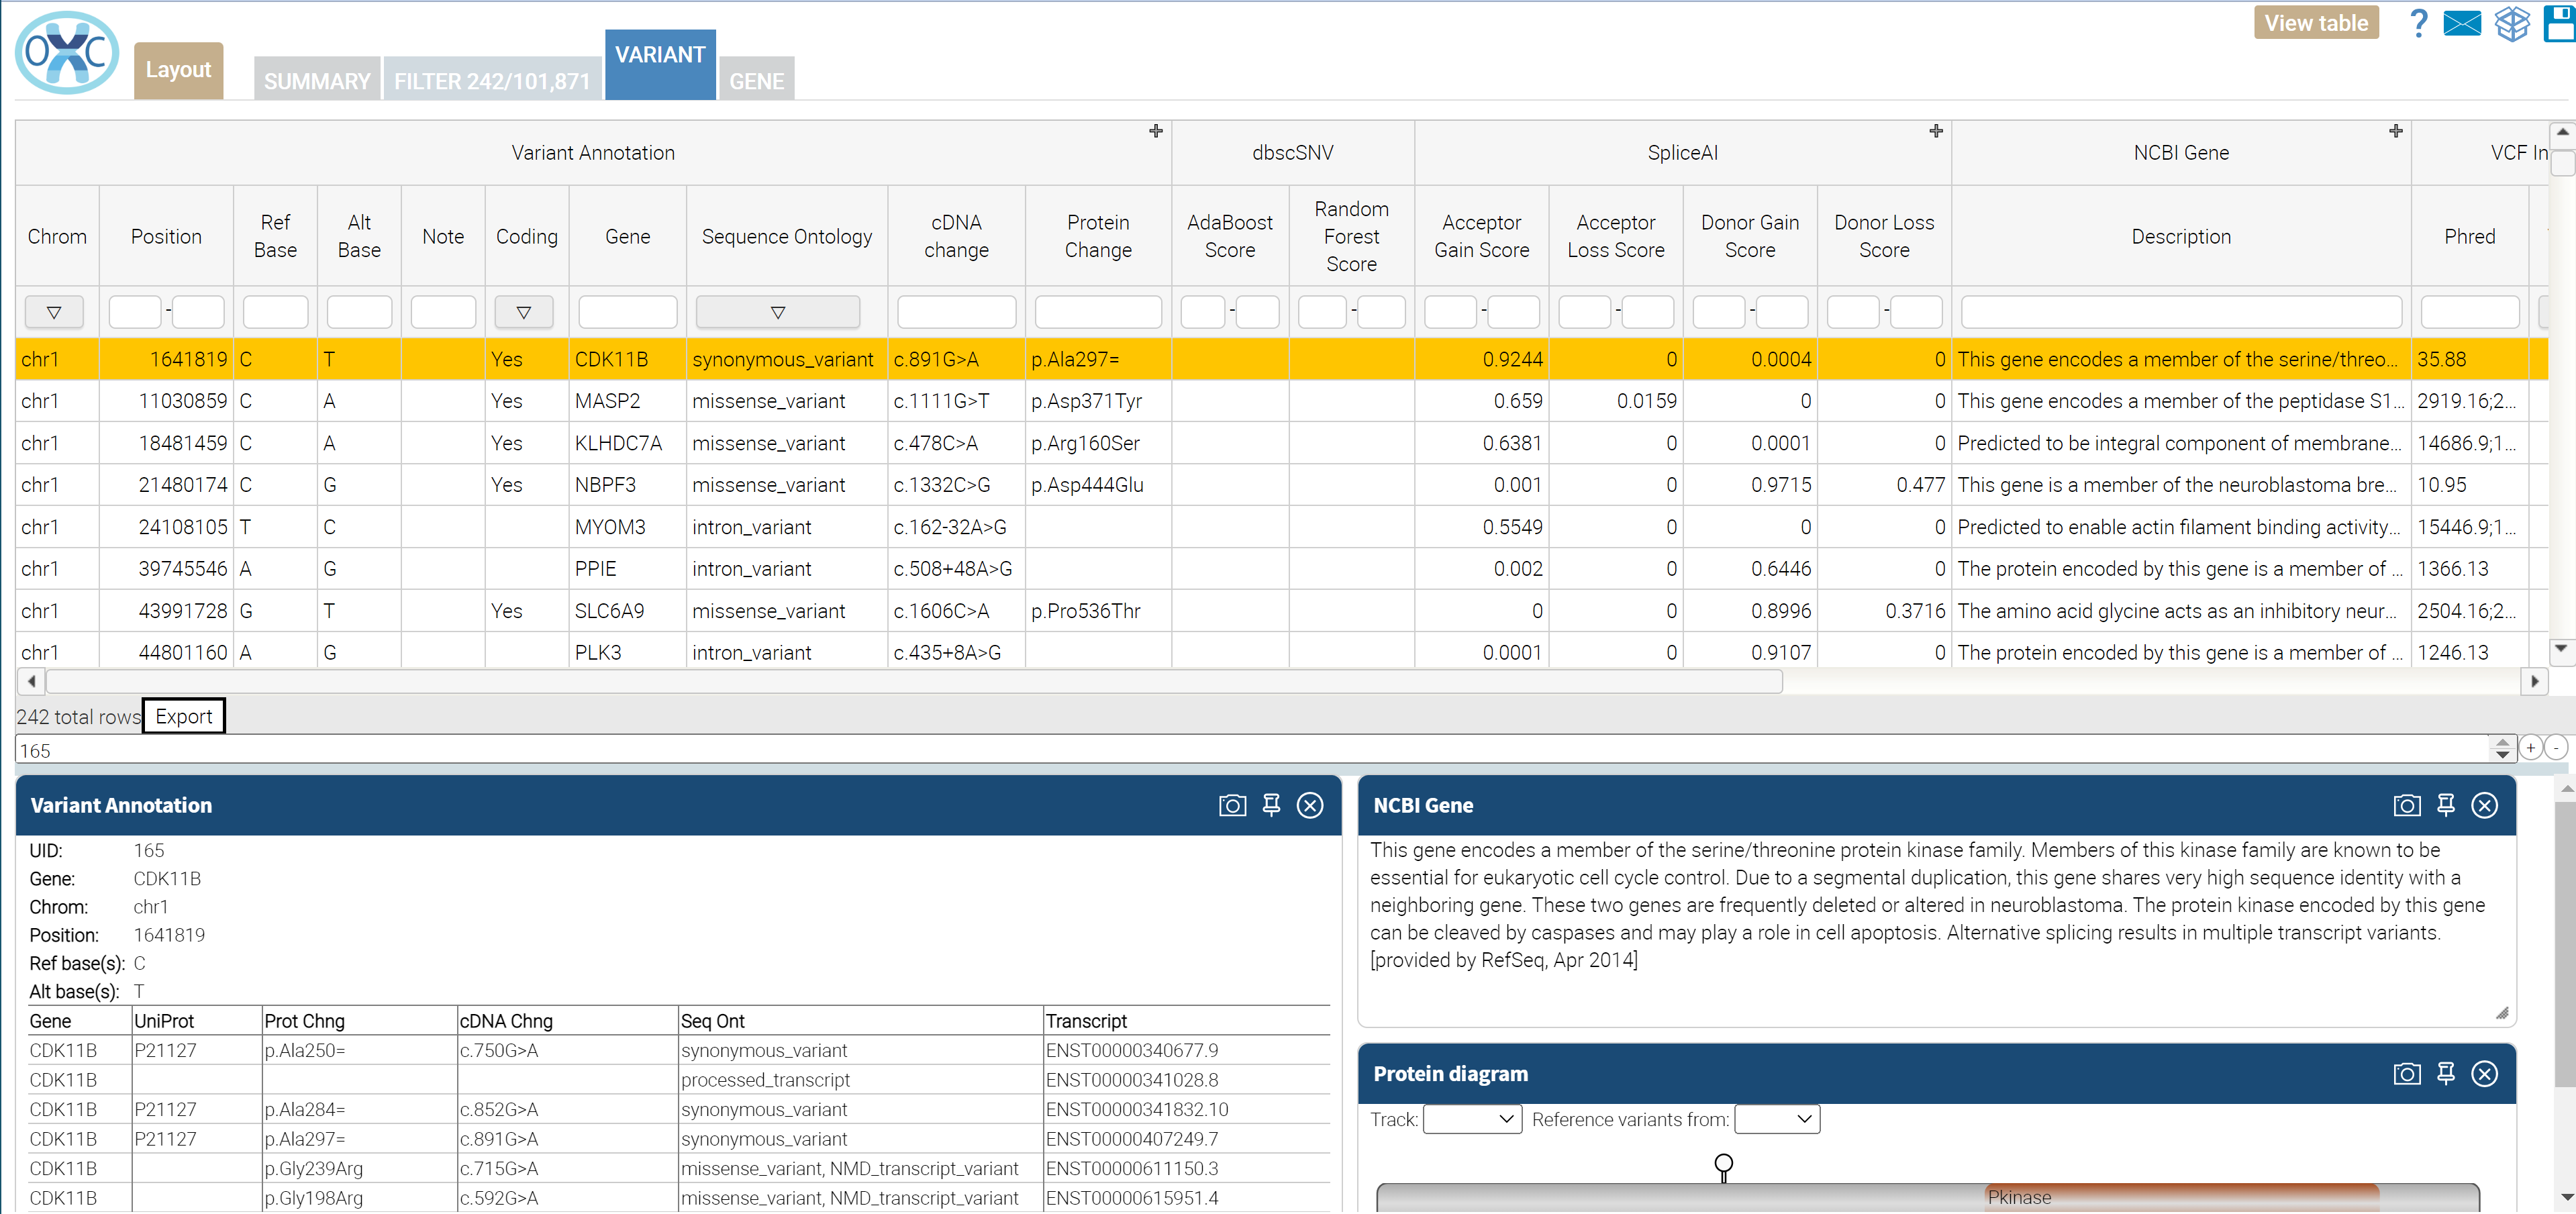 View table ?
OXC Layout SUMMARY FILTER 242/101,871 VARIANT GENE
Variant Annotation dbscSNV SpliceAI NCBI Gene VCF In
Chrom Position Ref Base Alt Base Note Coding Gene Sequence Ontology cDNA change Protein Change AdaBoost Score Random Forest Score Acceptor Gain Score Acceptor Loss Score Donor Gain Score Donor Loss Score Description Phred
- - - - - - -
chr1 1641819 C T Yes CDK11B synonymous_variant c.891G>A p.Ala297= 0.9244 0 0.0004 0 This gene encodes a member of the serine/threo... 35.88
chr1 11030859 C A Yes MASP2 missense_variant c.1111G>T p.Asp371Tyr 0.659 0.0159 0 0 This gene encodes a member of the peptidase S1... 2919.16;2...
chr1 18481459 C A Yes KLHDC7A missense_variant c.478C>A p.Arg160Ser 0.6381 0 0.0001 0 Predicted to be integral component of membrane... 14686.9;1...
chr1 21480174 C G Yes NBPF3 missense_variant c.1332C>G p.Asp444Glu 0.001 0 0.9715 0.477 This gene is a member of the neuroblastoma bre... 10.95
chr1 24108105 T C MYOM3 intron_variant c.162-32A>G 0.5549 0 0 0 Predicted to enable actin filament binding activity... 15446.9;1...
chr1 39745546 A G PPIE intron_variant c.508+48A>G 0.002 0 0.6446 0 The protein encoded by this gene is a member of ... 1366.13
chr1 43991728 G T Yes SLC6A9 missense_variant c.1606C>A p.Pro536Thr 0 0 0.8996 0.3716 The amino acid glycine acts as an inhibitory neur... 2504.16;2...
chr1 44801160 A G PLK3 intron_variant c.435+8A>G 0.0001 0 0.9107 0 The protein encoded by this gene is a member of ... 1246.13
242 total rows Export
165 + -
Variant Annotation
UID: 165
Gene: CDK11B
Chrom: chr1
Position: 1641819
Ref base(s): C
Alt base(s): T
Gene UniProt Prot Chng cDNA Chng Seq Ont Transcript
CDK11B P21127 p.Ala250= c.750G>A synonymous_variant ENST00000340677.9
CDK11B processed_transcript ENST00000341028.8
CDK11B P21127 p.Ala284= c.852G>A synonymous_variant ENST00000341832.10
CDK11B P21127 p.Ala297= c.891G>A synonymous_variant ENST00000407249.7
CDK11B p.Gly239Arg c.715G>A missense_variant, NMD_transcript_variant ENST00000611150.3
CDK11B p.Gly198Arg c.592G>A missense_variant, NMD_transcript_variant ENST00000615951.4
NCBI Gene
This gene encodes a member of the serine/threonine protein kinase family. Members of this kinase family are known to be
essential for eukaryotic cell cycle control. Due to a segmental duplication, this gene shares very high sequence identity with a
neighboring gene. These two genes are frequently deleted or altered in neuroblastoma. The protein kinase encoded by this gene
can be cleaved by caspases and may play a role in cell apoptosis. Alternative splicing results in multiple transcript variants.
[provided by RefSeq, Apr 2014]
Protein diagram
Track: Reference variants from:
Pkinase